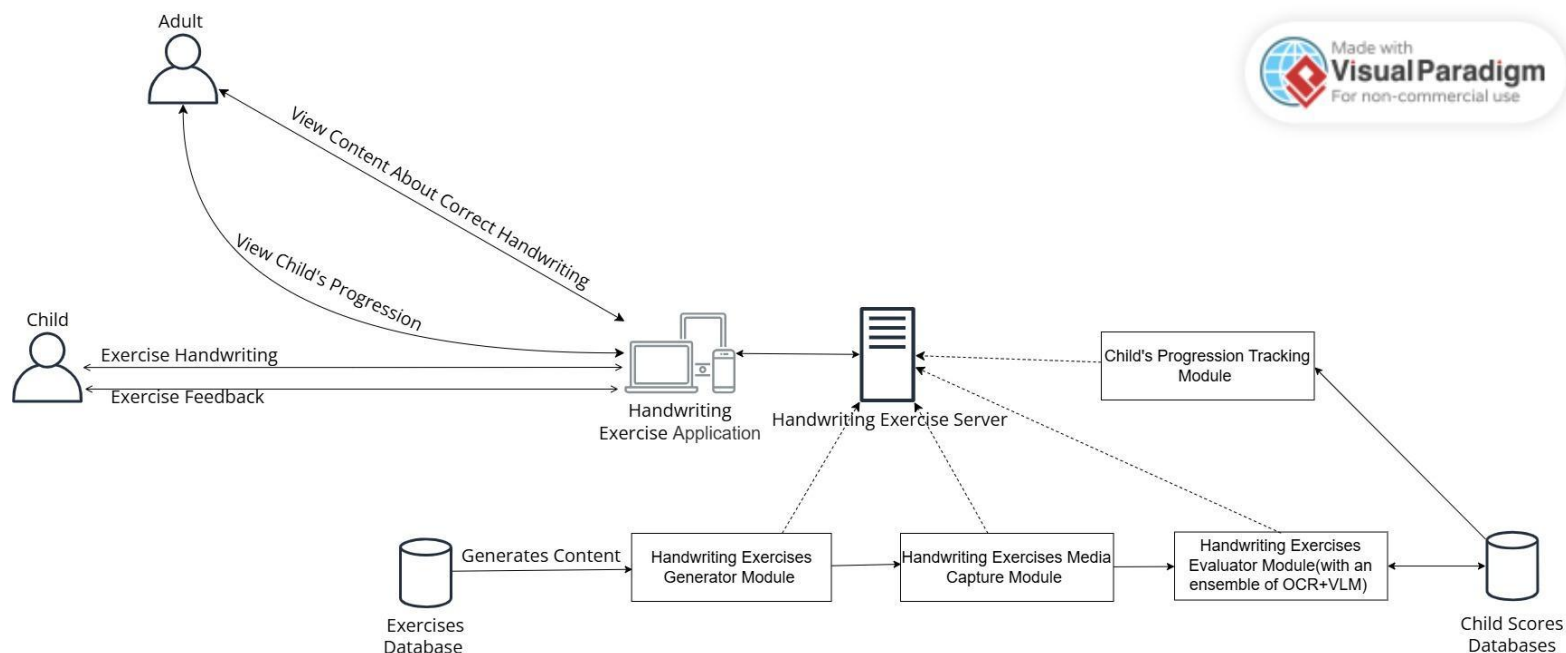 Adult
Made with
Visual Paradigm
For non-commercial use
View Content About Correct Handwriting
View Child's Progression
Child
Exercise Handwriting
Exercise Feedback
Handwriting
Exercise Application
Handwriting Exercise Server
Child's Progression Tracking
Module
Generates Content
Handwriting Exercises
Generator Module
Handwriting Exercises Media
Capture Module
Handwriting Exercises
Evaluator Module(with an
ensemble of OCR+VLM)
Exercises
Database
Child Scores
Databases